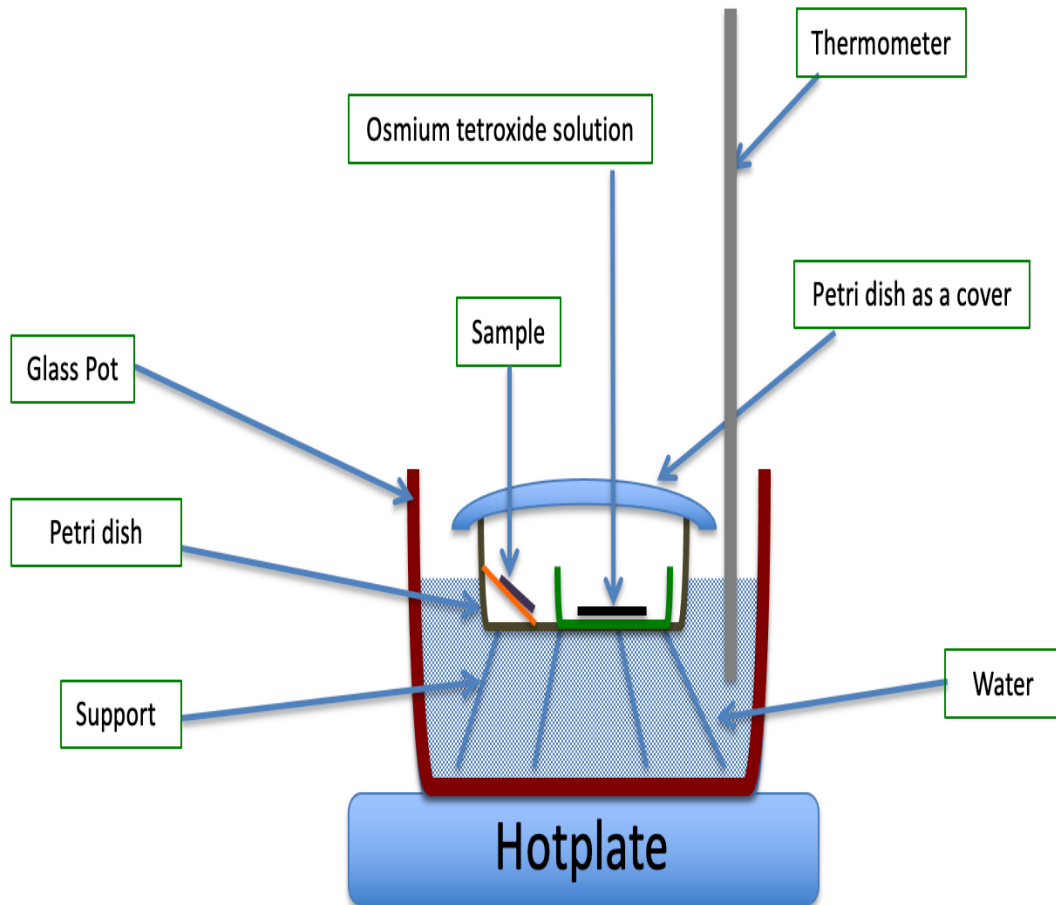 Thermometer
Osmium tetroxide solution
Petri dish as a cover
Sample
Glass Pot
Petri dish
Support
Water
Hotplate